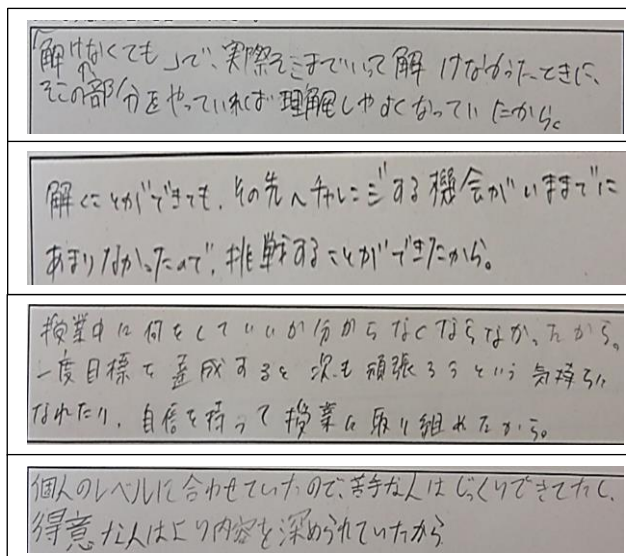 「解けなくても」で、実際そこまでいって解けなかったときに、
そこの部分をやっていれば理解しやすくなっていたから。
解くことができても、その先へチャレンジする機会がいままでに
あまりなかったので、挑戦することができたから。
授業中に何をしていいか分からなくならなかったから。
一度目標を達成すると次も頑張ろうという気持ちに
なれたり、自信を持って授業に取り組めたから。
個人のレベルに合わせていたので、苦手な人はじっくりできてたし、
得意な人はより内容を深められていたから